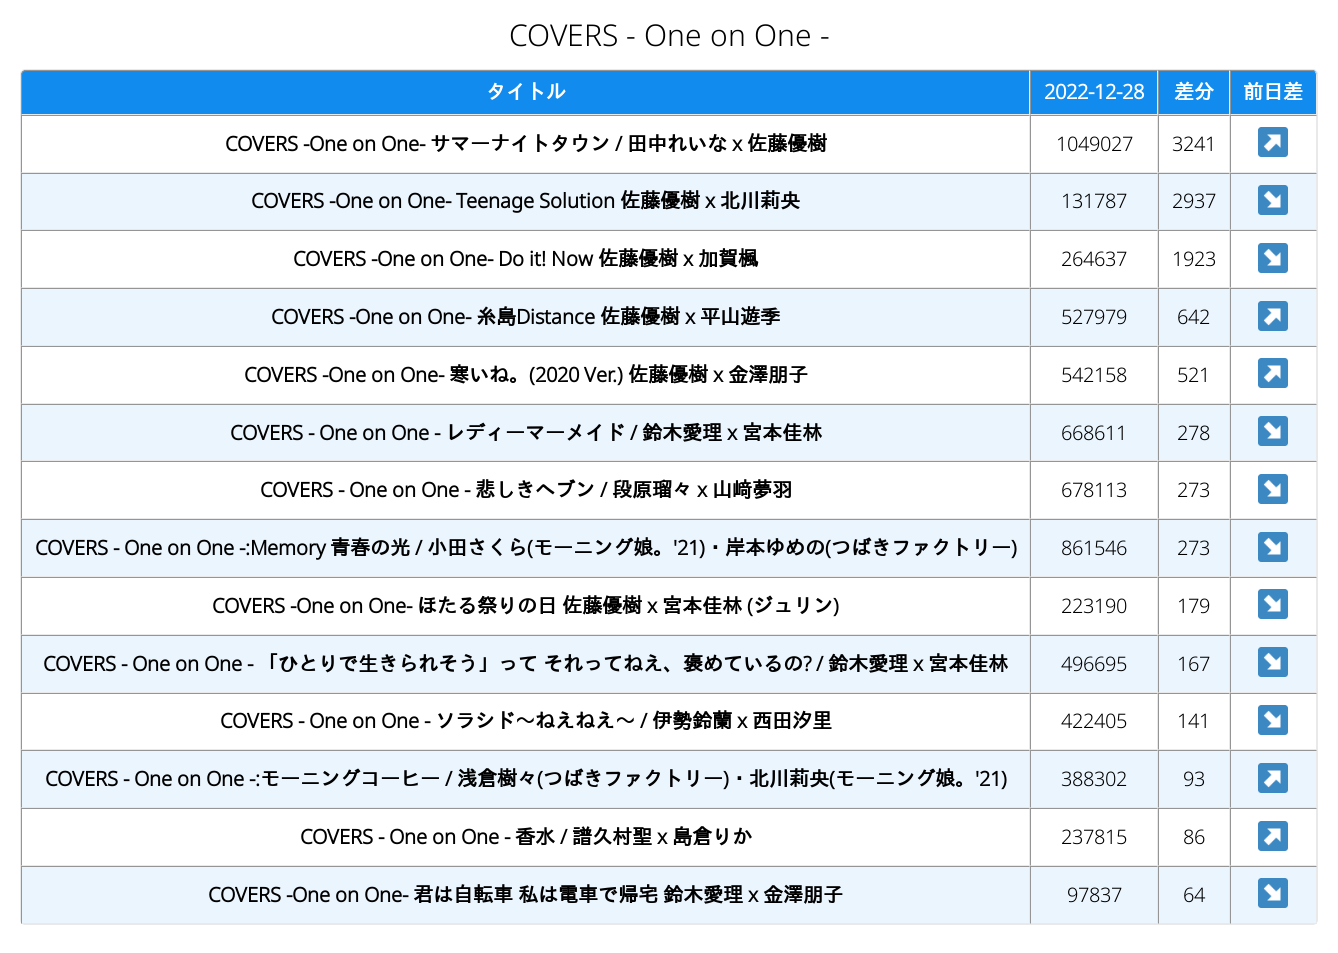 COVERS - One on One -
タイトル 2022-12-28 差分 前日差
COVERS -One on One- サマーナイトタウン / 田中れいな x 佐藤優樹 1049027 3241 ↗
COVERS -One on One- Teenage Solution 佐藤優樹 x 北川莉央 131787 2937 ↘
COVERS -One on One- Do it! Now 佐藤優樹 x 加賀楓 264637 1923 ↘
COVERS -One on One- 糸島Distance 佐藤優樹 x 平山遊季 527979 642 ↗
COVERS -One on One- 寒いね。(2020 Ver.) 佐藤優樹 x 金澤朋子 542158 521 ↗
COVERS - One on One - レディーマーメイド / 鈴木愛理 x 宮本佳林 668611 278 ↘
COVERS - One on One - 悲しきヘブン / 段原瑠々 x 山﨑夢羽 678113 273 ↘
COVERS - One on One -:Memory 青春の光 / 小田さくら(モーニング娘。'21)・岸本ゆめの(つばきファクトリー) 861546 273 ↘
COVERS -One on One- ほたる祭りの日 佐藤優樹 x 宮本佳林 (ジュリン) 223190 179 ↘
COVERS - One on One - 「ひとりで生きられそう」って それってねえ、褒めているの? / 鈴木愛理 x 宮本佳林 496695 167 ↘
COVERS - One on One - ソラシド～ねえねえ～ / 伊勢鈴蘭 x 西田汐里 422405 141 ↘
COVERS - One on One -:モーニングコーヒー / 浅倉樹々(つばきファクトリー)・北川莉央(モーニング娘。'21) 388302 93 ↗
COVERS - One on One - 香水 / 譜久村聖 x 島倉りか 237815 86 ↗
COVERS -One on One- 君は自転車 私は電車で帰宅 鈴木愛理 x 金澤朋子 97837 64 ↘